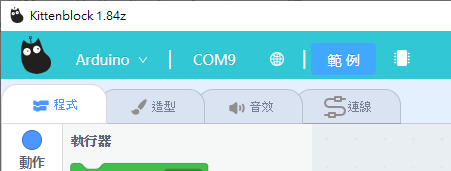 Kittenblock 1.84z
Arduino COM9 範例
程式 造型 音效 連線
動作 執行器